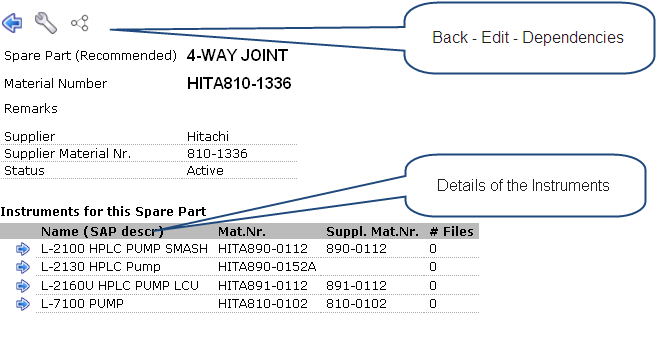 Back - Edit - Dependencies
Spare Part (Recommended) 4-WAY JOINT
Material Number HITA810-1336
Remarks
Supplier Hitachi
Supplier Material Nr. 810-1336
Status Active
Details of the Instruments
Instruments for this Spare Part
Name (SAP descr) Mat.Nr. Suppl. Mat.Nr. # Files
L-2100 HPLC PUMP SMASH HITA890-0112 890-0112 0
L-2130 HPLC Pump HITA890-0152A 0
L-2160U HPLC PUMP LCU HITA891-0112 891-0112 0
L-7100 PUMP HITA810-0102 810-0102 0